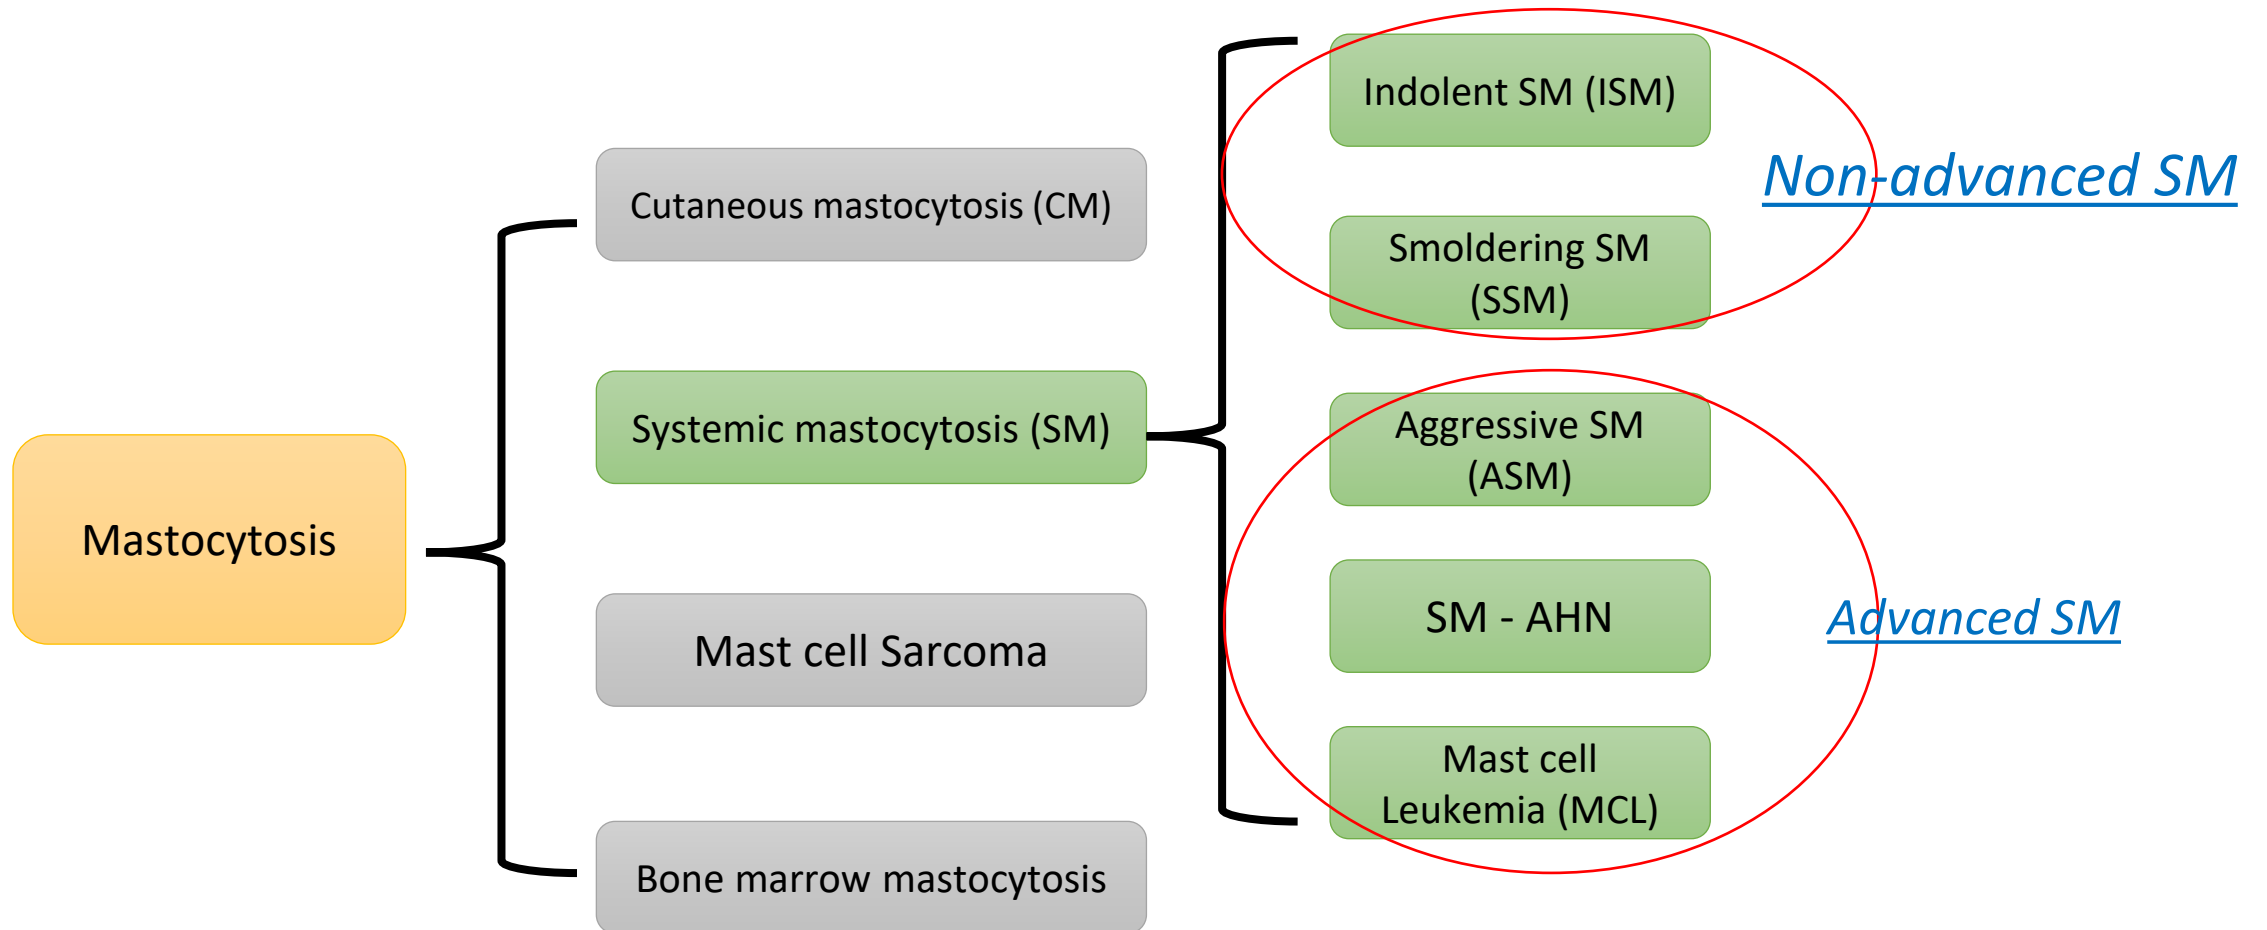 Mastocytosis
Cutaneous mastocytosis (CM)
Systemic mastocytosis (SM)
Mast cell Sarcoma
Bone marrow mastocytosis
Indolent SM (ISM)
Smoldering SM
(SSM)
Aggressive SM
(ASM)
SM - AHN
Mast cell
Leukemia (MCL)
Non-advanced SM
Advanced SM